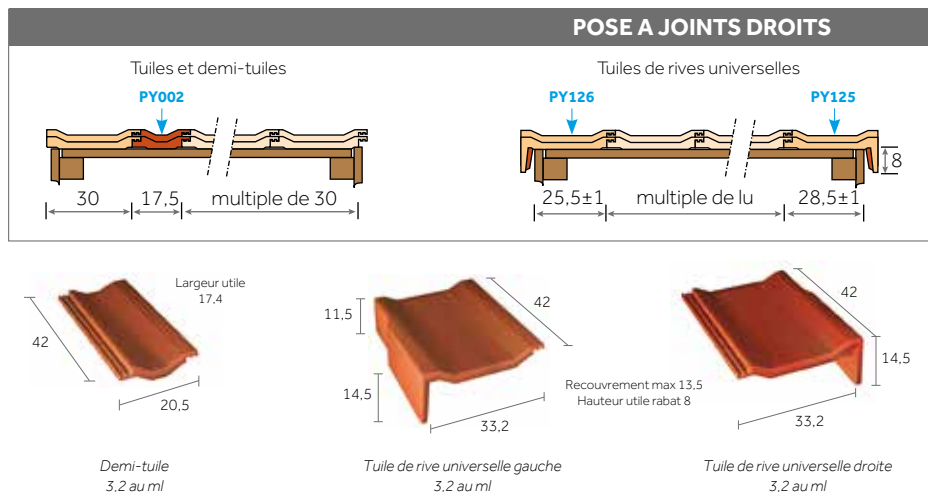 POSE A JOINTS DROITS
Tuiles et demi-tuiles
PY002
30
17,5
multiple de 30
Tuiles de rives universelles
PY126
PY125
8
25,5±1
multiple de lu
28,5±1
Largeur utile
17,4
42
20,5
Demi-tuile
3,2 au ml
11,5
42
14,5
33,2
Tuile de rive universelle gauche
3,2 au ml
Recouvrement max 13,5
Hauteur utile rabat 8
42
14,5
33,2
Tuile de rive universelle droite
3,2 au ml